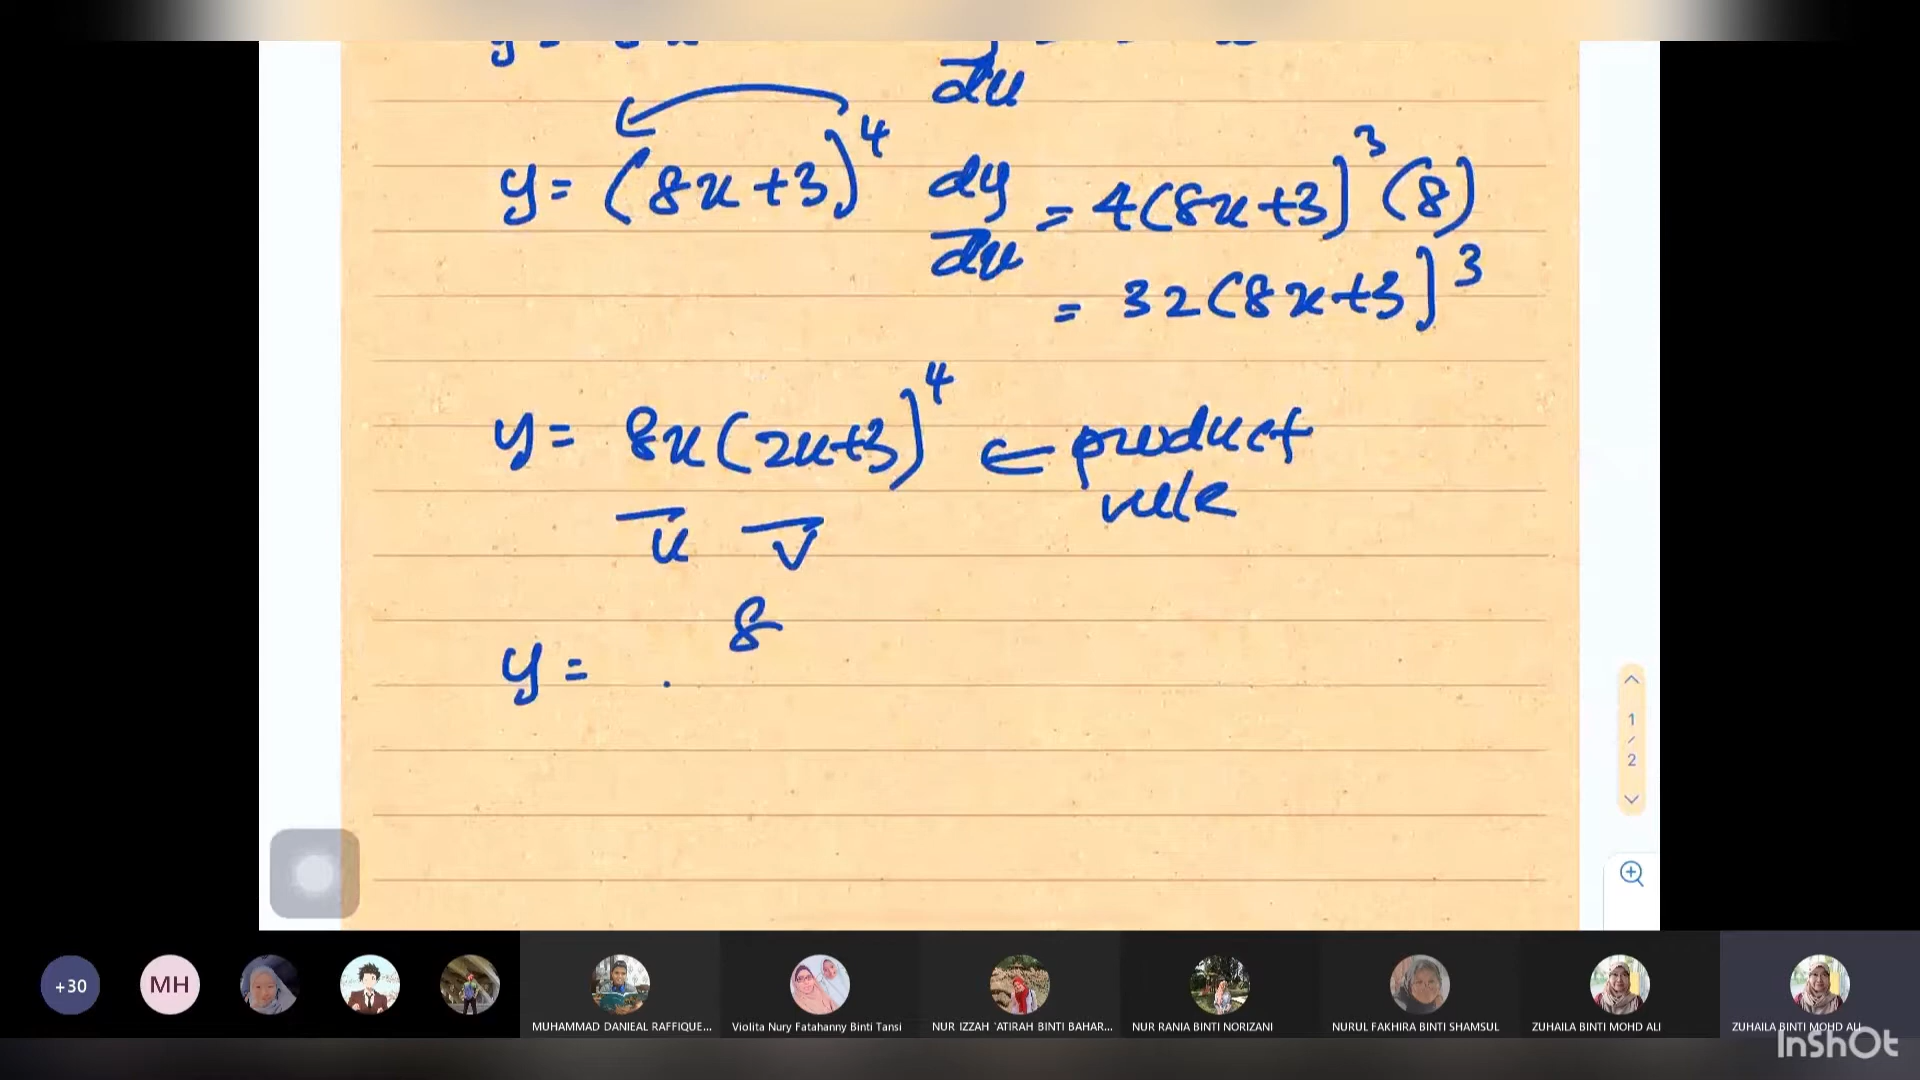 y = (8x+3)^4 dy/dx = 4(8x+3)^3 (8)
= 32(8x+3)^3
y = 8x(2x+3)^4 ← product
rule
u v
8
y =
1
/
2
+30
MH
MUHAMMAD DANIEAL RAFFIQUE...
Violita Nury Fatahanny Binti Tansi
NUR IZZAH `ATIRAH BINTI BAHAR...
NUR RANIA BINTI NORIZANI
NURUL FAKHIRA BINTI SHAMSUL
ZUHAILA BINTI MOHD ALI
ZUHAILA BINTI MOHD ALI
InShOt